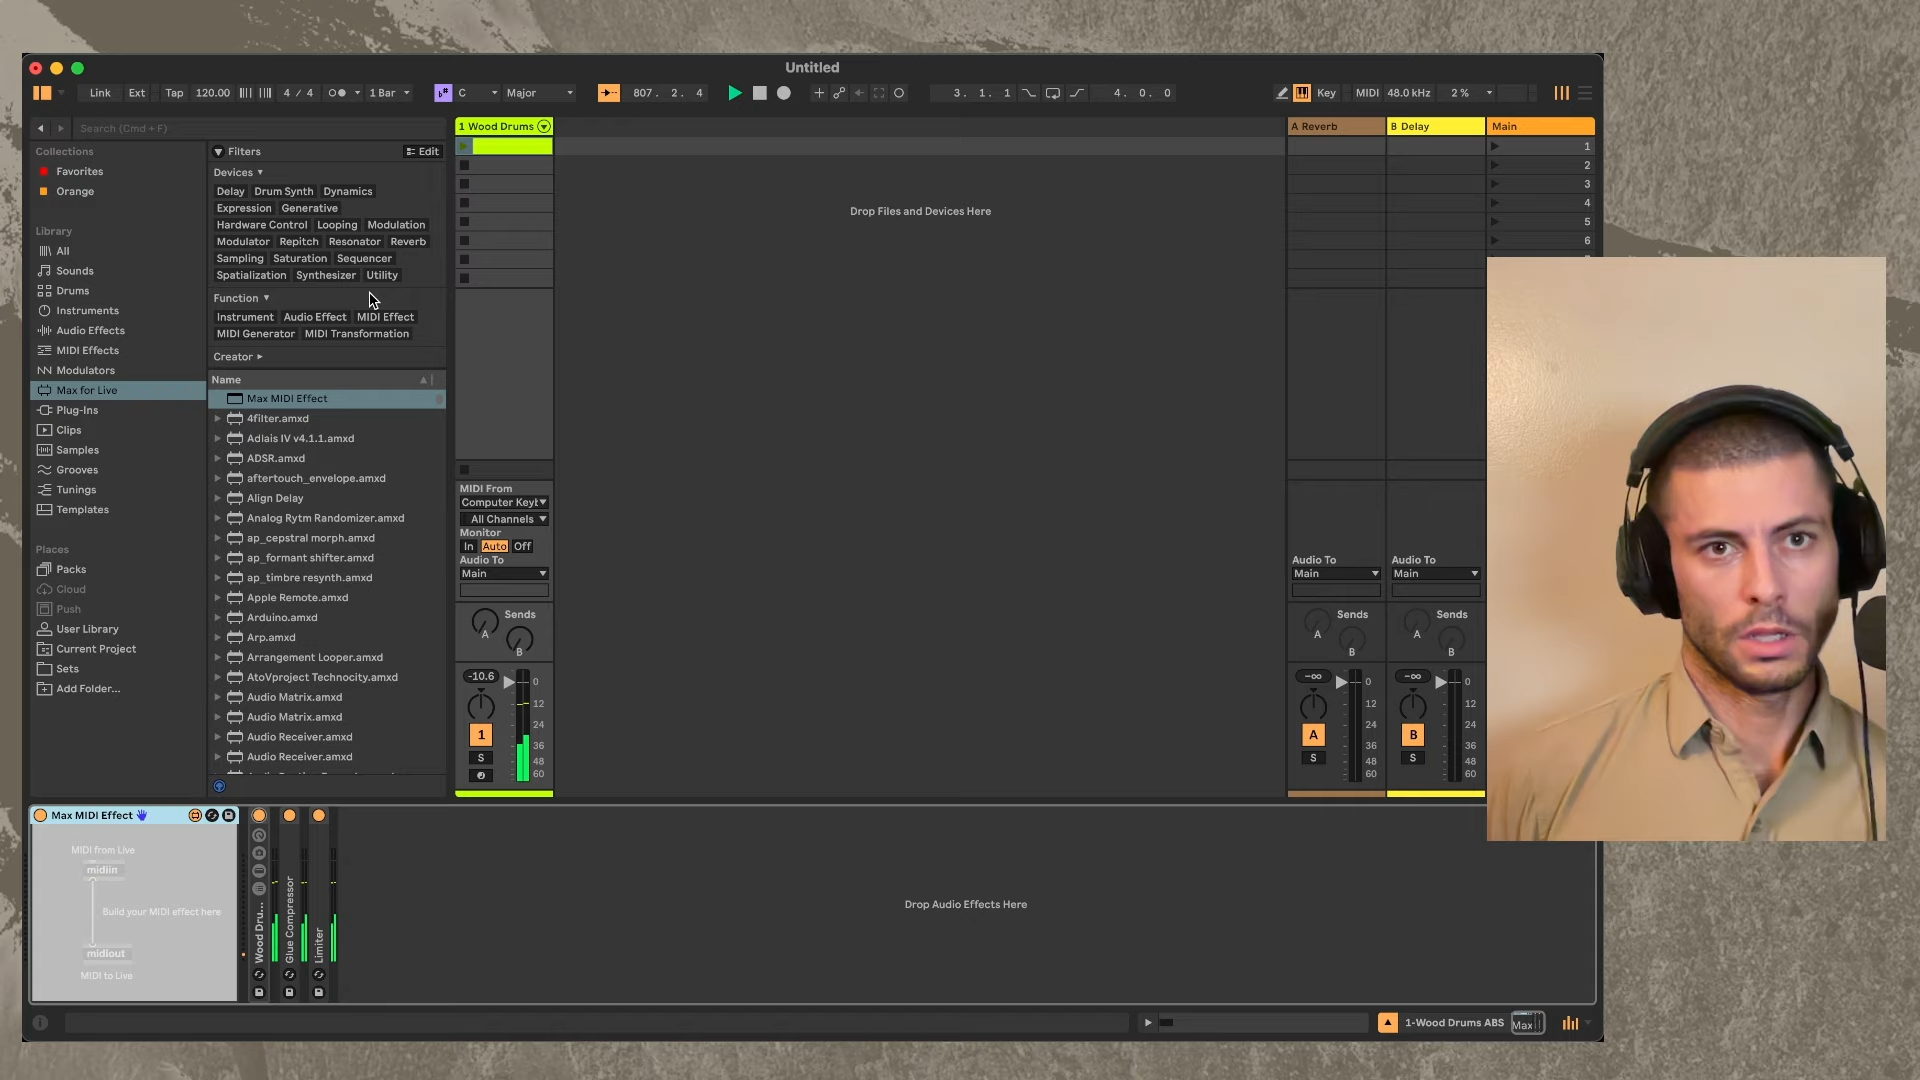 Untitled
Link Ext Tap 120.00 4 / 4 1 Bar C Major 807. 2. 4 3. 1. 1 4. 0. 0 Key MIDI 48.0 kHz 2 %
Search (Cmd + F)
Collections
Favorites
Orange
Library
All
Sounds
Drums
Instruments
Audio Effects
MIDI Effects
Modulators
Max for Live
Plug-Ins
Clips
Samples
Grooves
Tunings
Templates
Places
Packs
Cloud
Push
User Library
Current Project
Sets
Add Folder...
Filters Edit
Devices
Delay Drum Synth Dynamics
Expression Generative
Hardware Control Looping Modulation
Modulator Repitch Resonator Reverb
Sampling Saturation Sequencer
Spatialization Synthesizer Utility
Function
Instrument Audio Effect MIDI Effect
MIDI Generator MIDI Transformation
Creator
Name
Max MIDI Effect
4filter.amxd
Adlais IV v4.1.1.amxd
ADSR.amxd
aftertouch_envelope.amxd
Align Delay
Analog Rytm Randomizer.amxd
ap_cepstral morph.amxd
ap_formant shifter.amxd
ap_timbre resynth.amxd
Apple Remote.amxd
Arduino.amxd
Arp.amxd
Arrangement Looper.amxd
AtoVproject Technocity.amxd
Audio Matrix.amxd
Audio Matrix.amxd
Audio Receiver.amxd
Audio Receiver.amxd
1 Wood Drums
Drop Files and Devices Here
MIDI From
Computer Keyb
All Channels
Monitor
In Auto Off
Audio To
Main
Sends
A
B
-10.6
0
12
24
36
48
60
1
S
A Reverb
Audio To
Main
Sends
A
B
-∞
0
12
24
36
48
60
A
S
B Delay
Audio To
Main
Sends
A
B
-∞
0
12
24
36
48
60
B
S
Main
1
2
3
4
5
6
Max MIDI Effect
MIDI from Live
midiin
Build your MIDI effect here
midiout
MIDI to Live
Wood Dru...
Glue Compressor
Limiter
Drop Audio Effects Here
1-Wood Drums ABS
Max